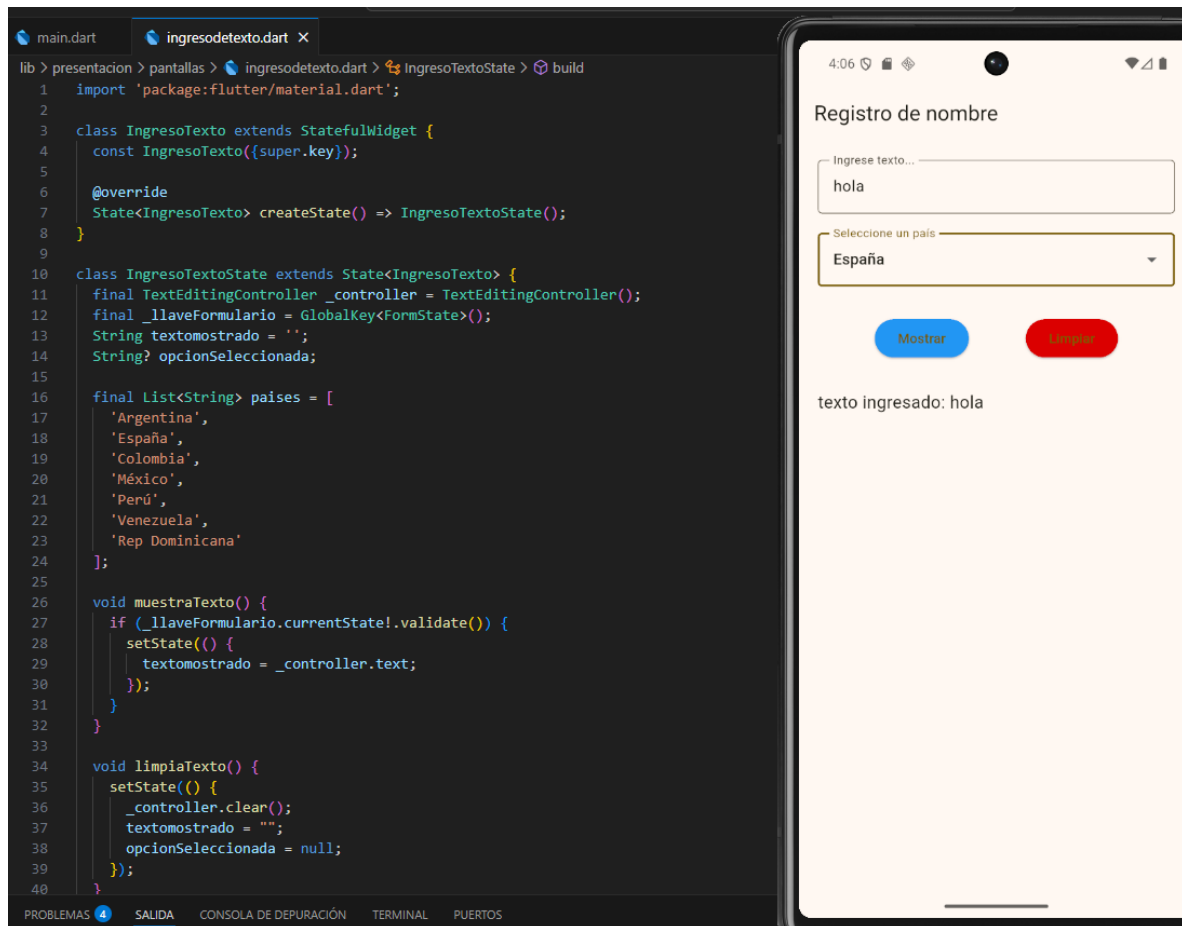 main.dart
ingresodetexto.dart
lib > presentacion > pantallas > ingresodetexto.dart > IngresoTextoState > build
1 import 'package:flutter/material.dart';
2
3 class IngresoTexto extends StatefulWidget {
4 const IngresoTexto({super.key});
5
6 @override
7 State<IngresoTexto> createState() => IngresoTextoState();
8 }
9
10 class IngresoTextoState extends State<IngresoTexto> {
11 final TextEditingController _controller = TextEditingController();
12 final _llaveFormulario = GlobalKey<FormState>();
13 String textomostrado = '';
14 String? opcionSeleccionada;
15
16 final List<String> paises = [
17 'Argentina',
18 'España',
19 'Colombia',
20 'México',
21 'Perú',
22 'Venezuela',
23 'Rep Dominicana'
24 ];
25
26 void muestraTexto() {
27 if (_llaveFormulario.currentState!.validate()) {
28 setState(() {
29 textomostrado = _controller.text;
30 });
31 }
32 }
33
34 void limpiaTexto() {
35 setState(() {
36 _controller.clear();
37 textomostrado = "";
38 opcionSeleccionada = null;
39 });
40 }
PROBLEMAS 4 SALIDA CONSOLA DE DEPURACIÓN TERMINAL PUERTOS
4:06
Registro de nombre
Ingrese texto...
hola
Seleccione un país
España
Mostrar
Limpiar
texto ingresado: hola